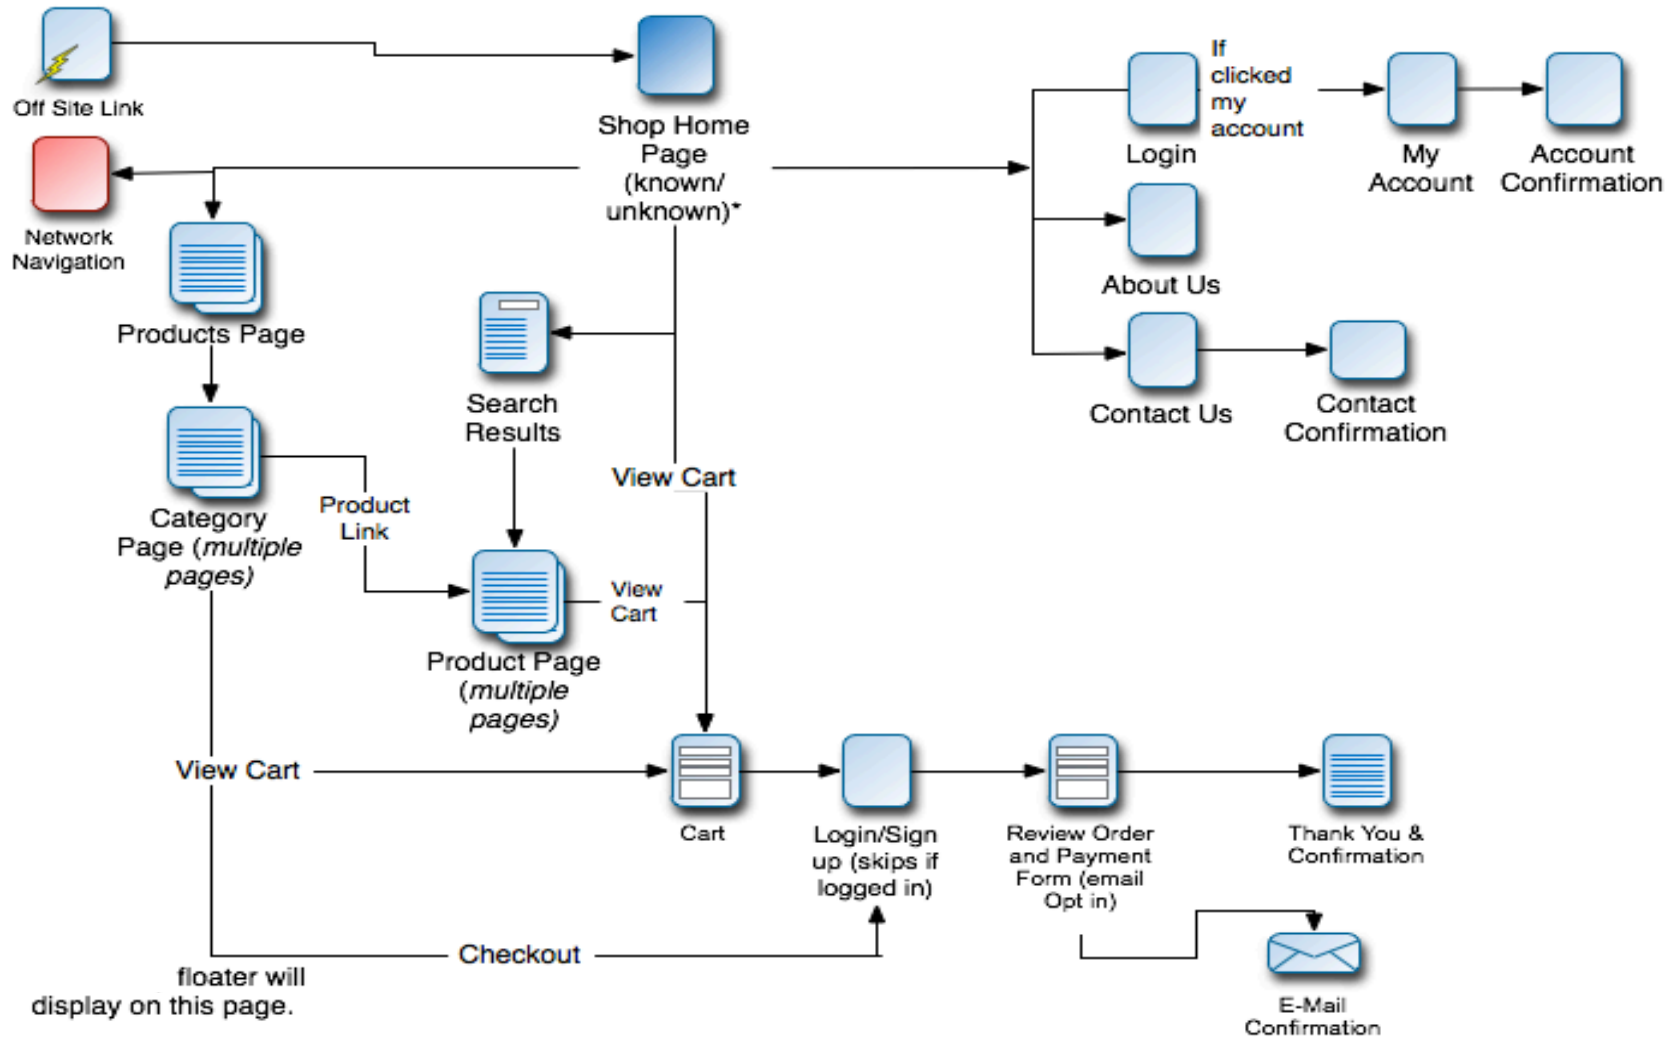 Off Site Link
Shop Home
Page
(known/
unknown)*
If
clicked
my
account
Login
My
Account
Account
Confirmation
Network
Navigation
About Us
Products Page
Search
Results
Contact Us
Contact
Confirmation
View Cart
Product
Link
Category
Page (multiple
pages)
View
Cart
Product Page
(multiple
pages)
View Cart
Cart
Login/Sign
up (skips if
logged in)
Review Order
and Payment
Form (email
Opt in)
Thank You &
Confirmation
Checkout
floater will
display on this page.
E-Mail
Confirmation